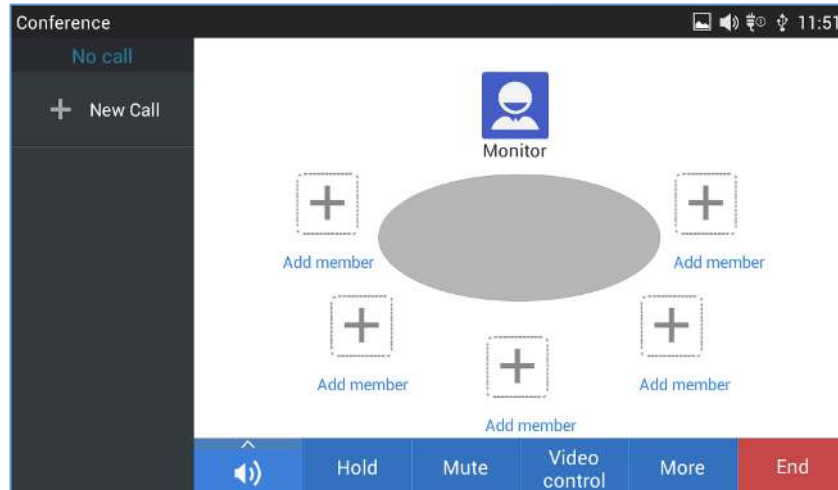 Conference
11:51
No call
New Call
Monitor
Add member
Add member
Add member
Add member
Add member
Hold
Mute
Video
control
More
End